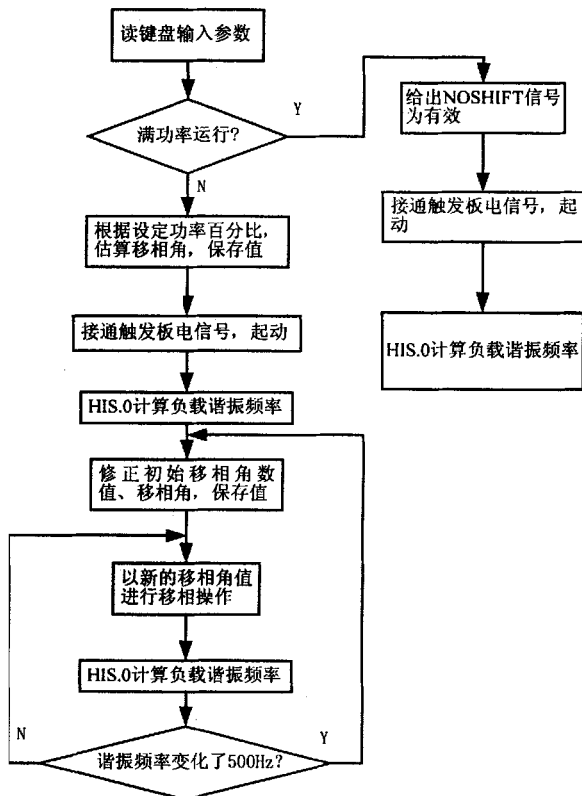 读键盘输入参数
满功率运行?
Y
N
给出NOSHIFT信号
为有效
接通触发板电信号，起
动
HIS.0计算负载谐振频率
根据设定功率百分比，
估算移相角，保存值
接通触发板电信号，起动
HIS.0计算负载谐振频率
修正初始移相角数
值、移相角，保存值
以新的移相角值
进行移相操作
HIS.0计算负载谐振频率
谐振频率变化了500Hz?
N
Y